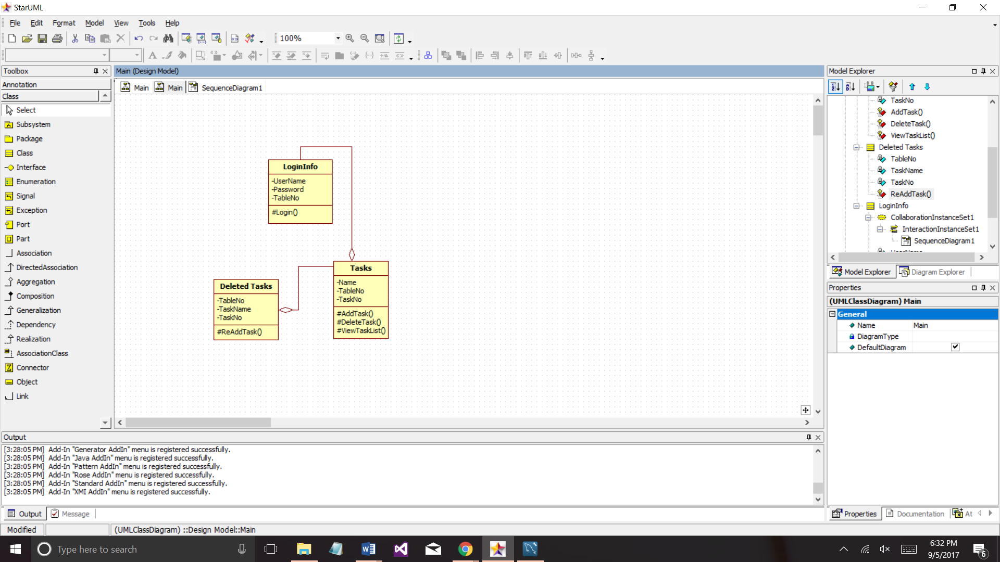 StarUML
File Edit Format Model View Tools Help
100%
Toolbox
Annotation
Class
Select
Subsystem
Package
Class
Interface
Enumeration
Signal
Exception
Port
Part
Association
DirectedAssociation
Aggregation
Composition
Generalization
Dependency
Realization
AssociationClass
Connector
Object
Link
Main (Design Model)
Main Main SequenceDiagram1
LoginInfo
-UserName
-Password
-TableNo
#Login()
Deleted Tasks
-TableNo
-TaskName
-TaskNo
#ReAddTask()
Tasks
-Name
-TableNo
-TaskNo
#AddTask()
#DeleteTask()
#ViewTaskList()
Model Explorer
TaskNo
AddTask()
DeleteTask()
ViewTaskList()
Deleted Tasks
TableNo
TaskName
TaskNo
ReAddTask()
LoginInfo
CollaborationInstanceSet1
InteractionInstanceSet1
SequenceDiagram1
Model Explorer Diagram Explorer
Properties
(UMLClassDiagram) Main
General
Name Main
DiagramType
DefaultDiagram
Properties Documentation At
Output
[3:28:05 PM] Add-In "Generator AddIn" menu is registered successfully.
[3:28:05 PM] Add-In "Java AddIn" menu is registered successfully.
[3:28:05 PM] Add-In "Pattern AddIn" menu is registered successfully.
[3:28:05 PM] Add-In "Rose AddIn" menu is registered successfully.
[3:28:05 PM] Add-In "Standard AddIn" menu is registered successfully.
[3:28:05 PM] Add-In "XMI AddIn" menu is registered successfully.
Output Message
Modified (UMLClassDiagram) ::Design Model::Main
Type here to search
6:32 PM
9/5/2017
6